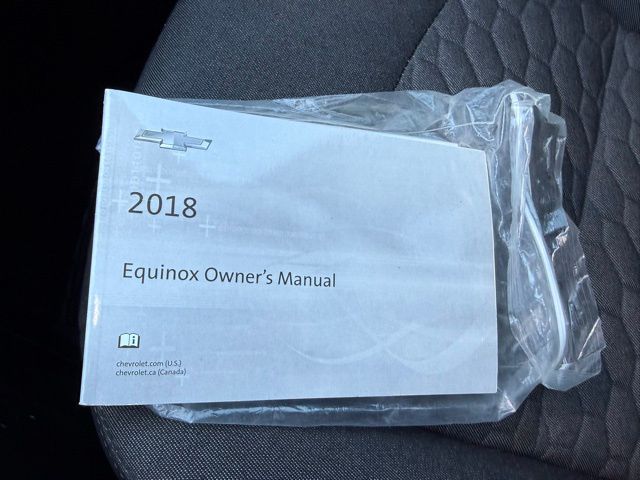 2018
Equinox Owner's Manual
chevrolet.com (U.S.)
chevrolet.ca (Canada)